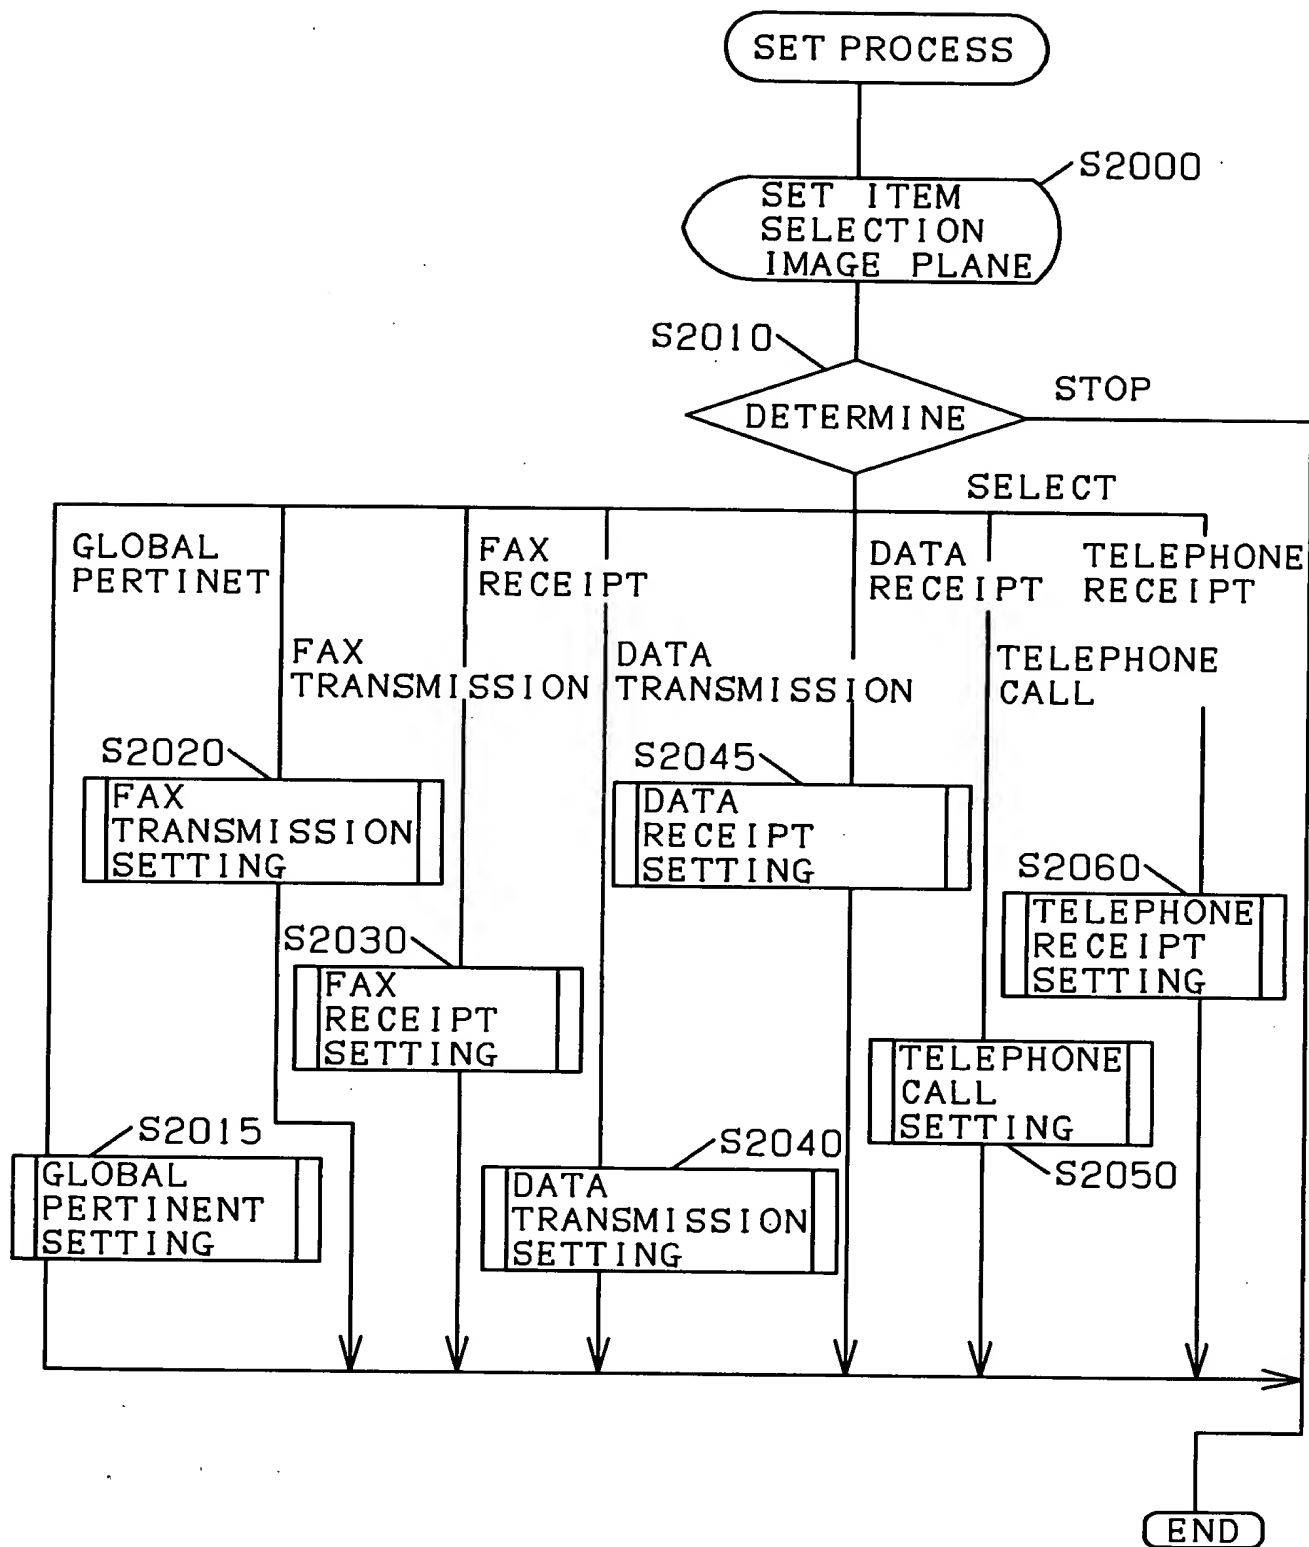 SET PROCESS
S2000
SET ITEM
SELECTION
IMAGE PLANE
S2010
DETERMINE
STOP
SELECT
GLOBAL
PERTINET
FAX
TRANSMISSION
FAX
RECEIPT
DATA
TRANSMISSION
DATA
RECEIPT
TELEPHONE
CALL
TELEPHONE
RECEIPT
S2020
FAX
TRANSMISSION
SETTING
S2045
DATA
RECEIPT
SETTING
S2060
TELEPHONE
RECEIPT
SETTING
S2030
FAX
RECEIPT
SETTING
TELEPHONE
CALL
SETTING
S2050
S2015
GLOBAL
PERTINENT
SETTING
S2040
DATA
TRANSMISSION
SETTING
END